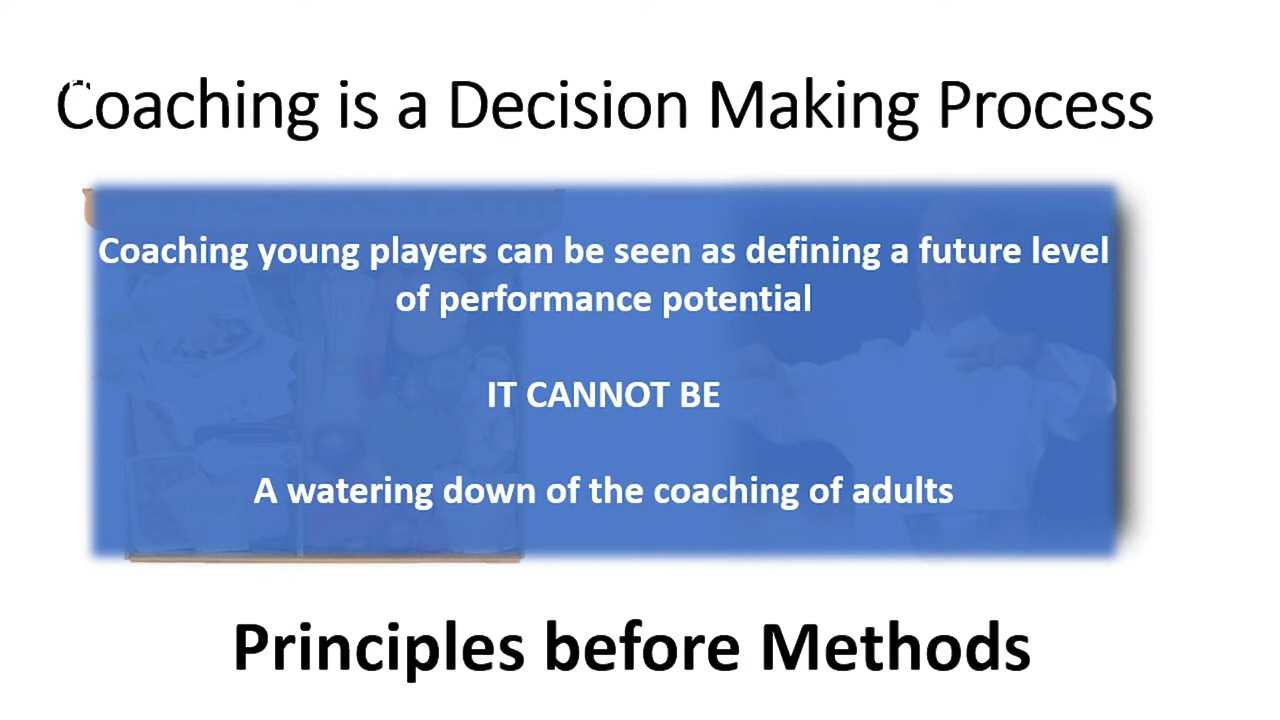 Coaching is a Decision Making Process
Coaching young players can be seen as defining a future level
of performance potential
IT CANNOT BE
A watering down of the coaching of adults
Principles before Methods